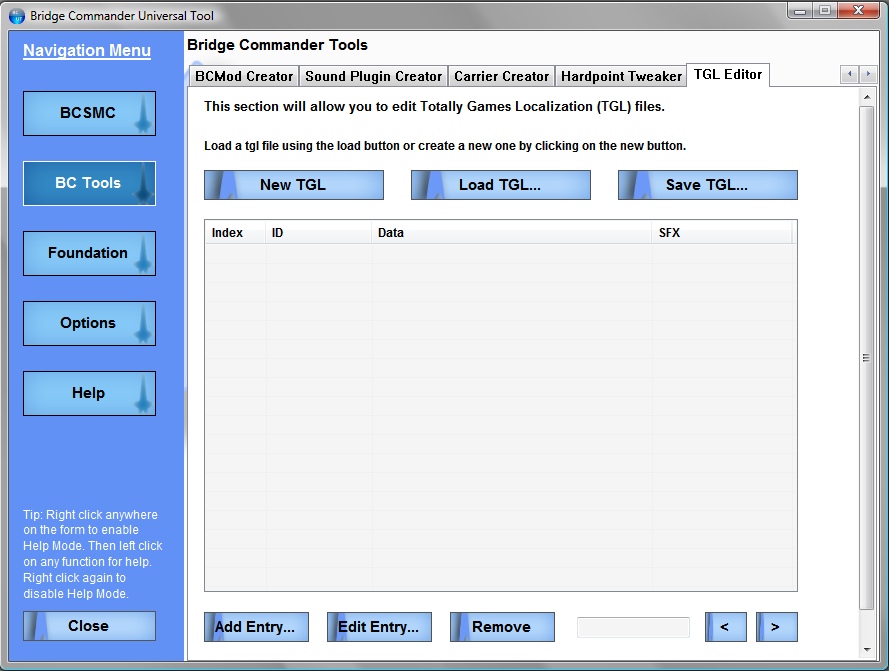 Bridge Commander Universal Tool
Navigation Menu
BCSMC
BC Tools
Foundation
Options
Help
Tip: Right click anywhere
on the form to enable
Help Mode. Then left click
on any function for help.
Right click again to
disable Help Mode.
Close
Bridge Commander Tools
BCMod Creator Sound Plugin Creator Carrier Creator Hardpoint Tweaker TGL Editor
This section will allow you to edit Totally Games Localization (TGL) files.
Load a tgl file using the load button or create a new one by clicking on the new button.
New TGL Load TGL... Save TGL...
Index ID Data SFX
Add Entry... Edit Entry... Remove < >